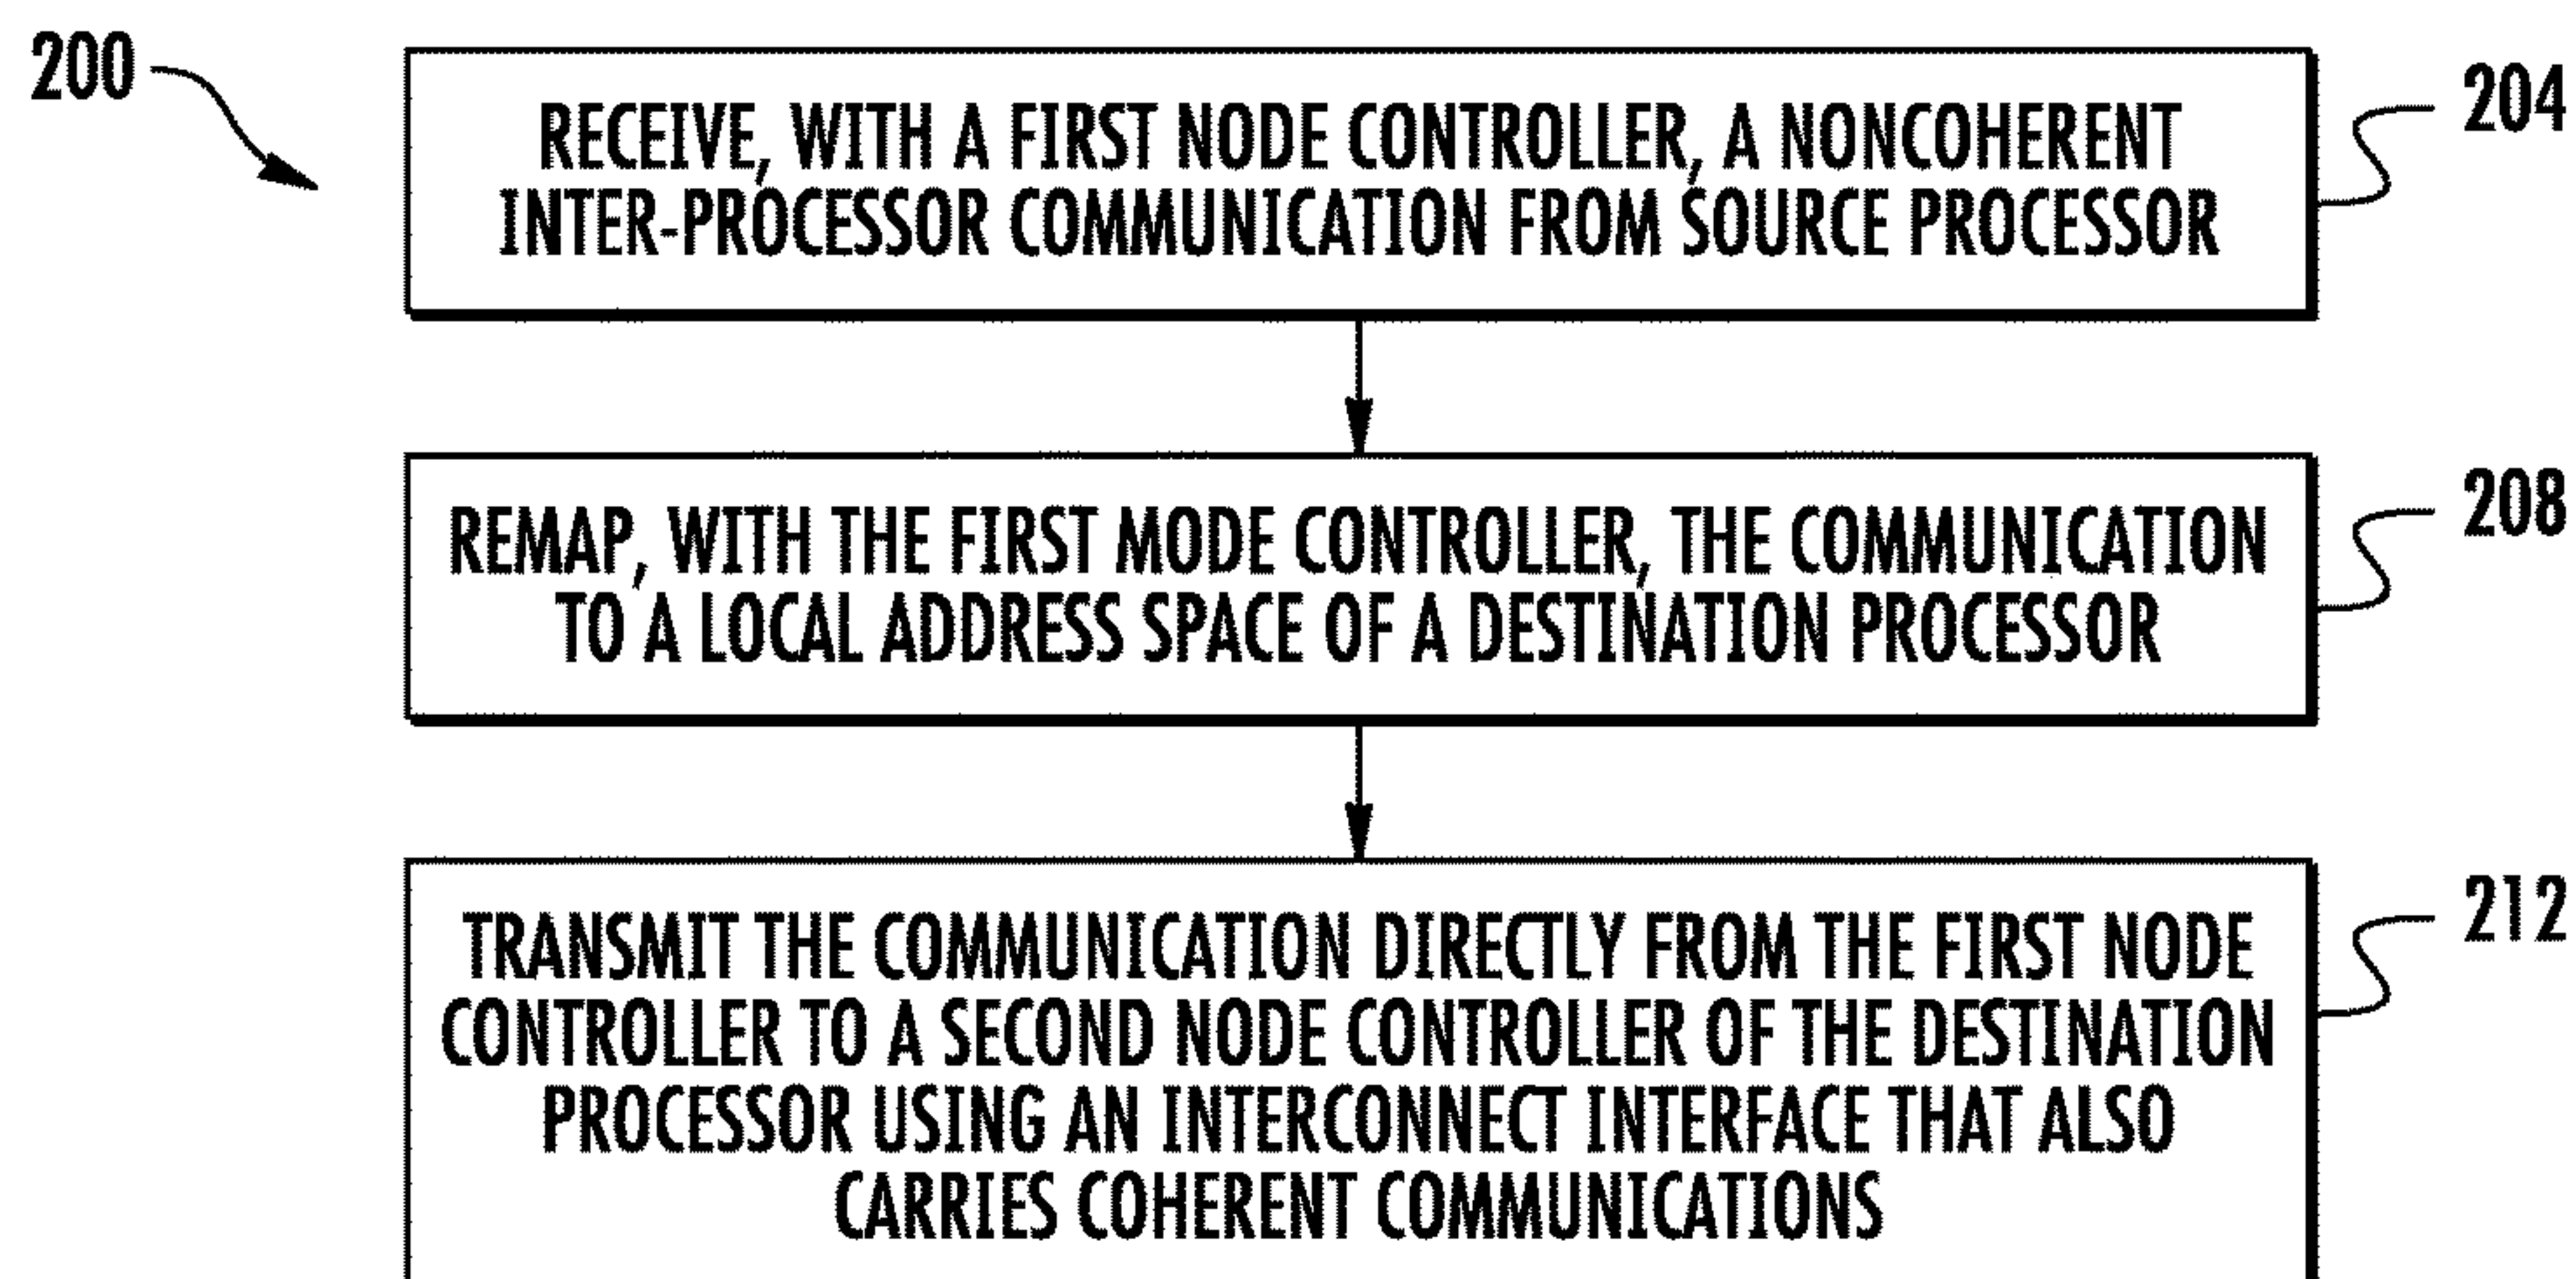 200
RECEIVE, WITH A FIRST NODE CONTROLLER, A NONCOHERENT
INTER-PROCESSOR COMMUNICATION FROM SOURCE PROCESSOR
204
REMAP, WITH THE FIRST MODE CONTROLLER, THE COMMUNICATION
TO A LOCAL ADDRESS SPACE OF A DESTINATION PROCESSOR
208
TRANSMIT THE COMMUNICATION DIRECTLY FROM THE FIRST NODE
CONTROLLER TO A SECOND NODE CONTROLLER OF THE DESTINATION
PROCESSOR USING AN INTERCONNECT INTERFACE THAT ALSO
CARRIES COHERENT COMMUNICATIONS
212